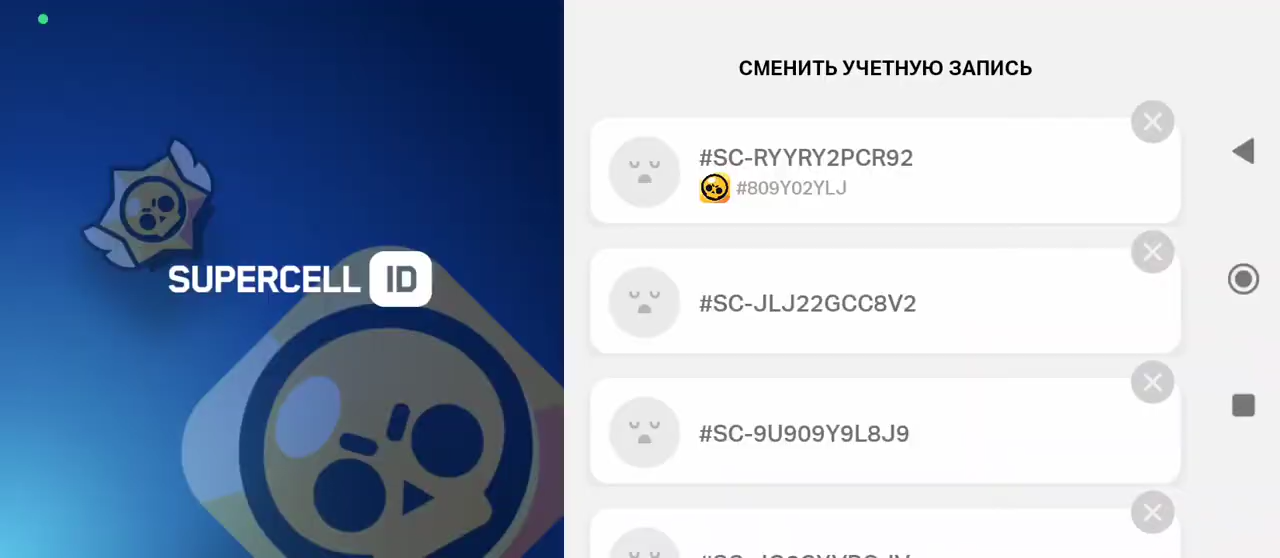 SUPERCELL ID
СМЕНИТЬ УЧЕТНУЮ ЗАПИСЬ
#SC-RYYRY2PCR92
#809Y02YLJ
#SC-JLJ22GCC8V2
#SC-9U909Y9L8J9